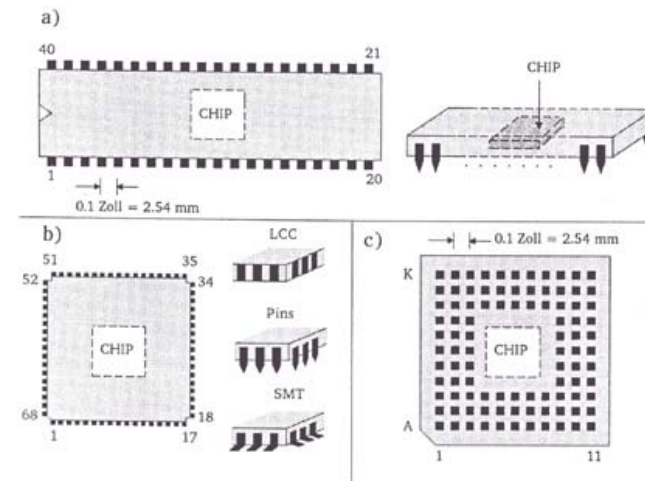 a)
40
21
CHIP
CHIP
1
20
0.1 Zoll = 2.54 mm
b)
51
35
52
34
CHIP
68
18
1
17
LCC
Pins
SMT
c)
0.1 Zoll = 2.54 mm
K
CHIP
A
1
11